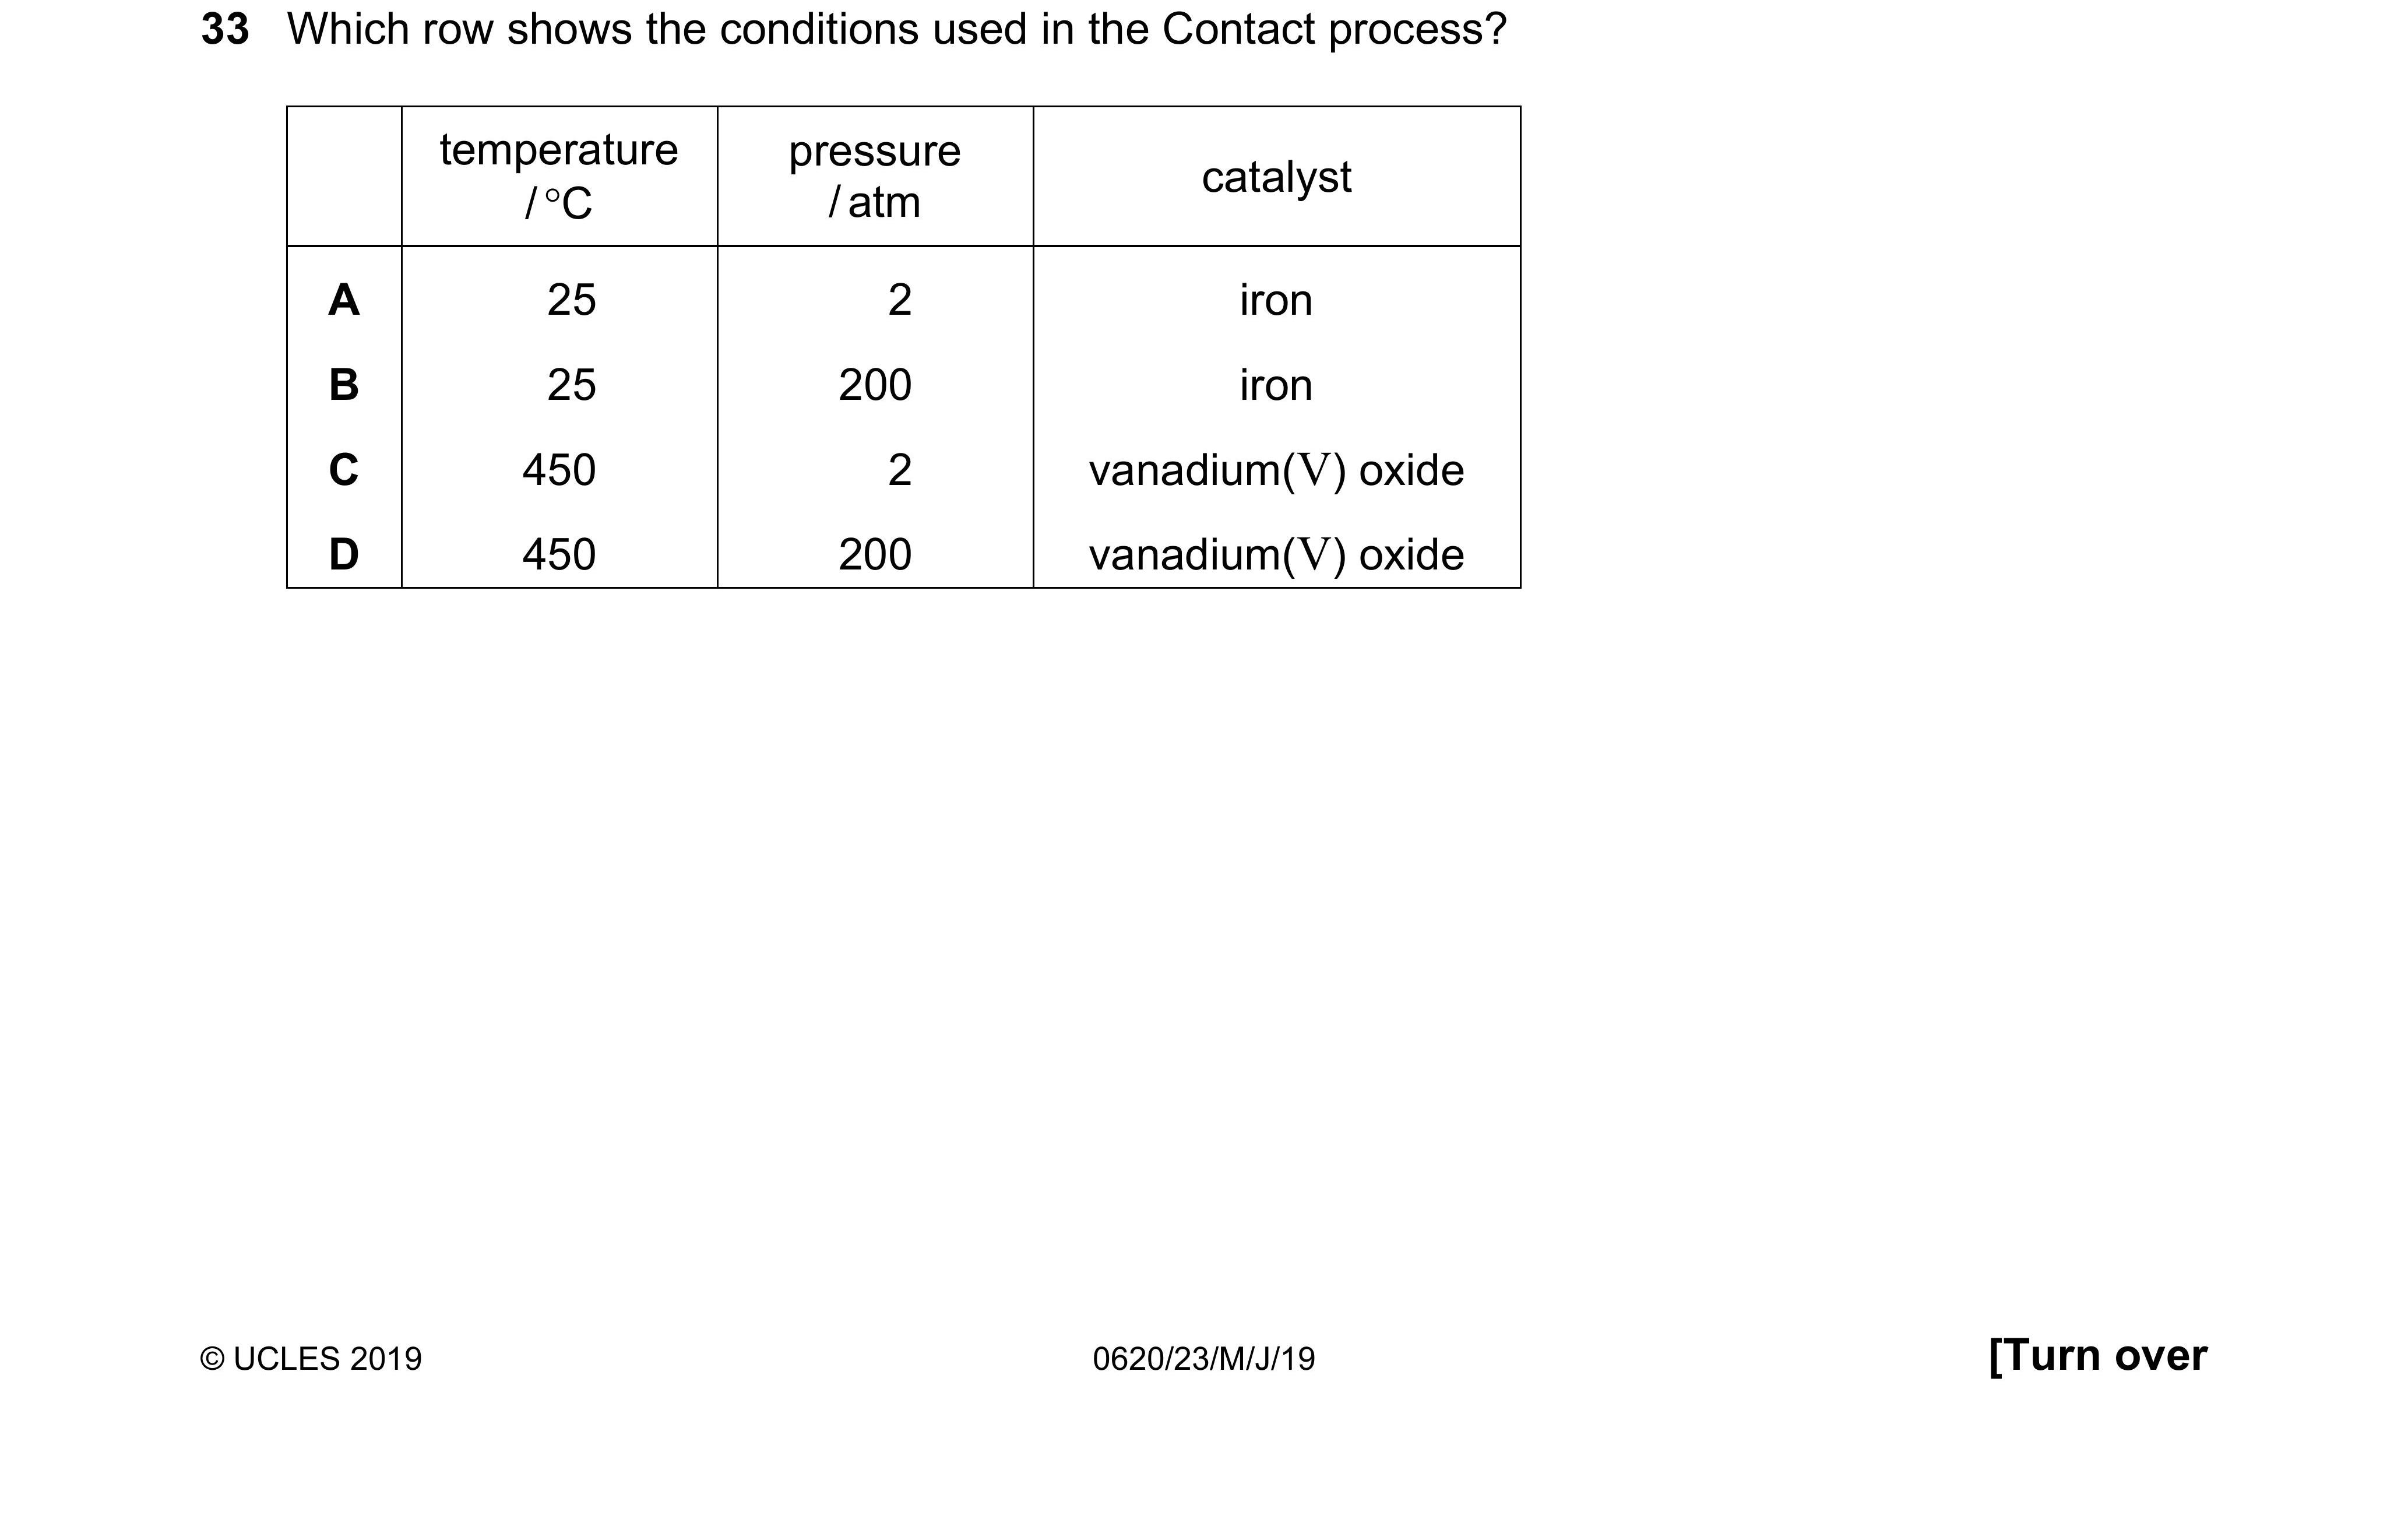 33 Which row shows the conditions used in the Contact process?
temperature pressure catalyst
/ °C / atm
A 25 2 iron
B 25 200 iron
C 450 2 vanadium(V) oxide
D 450 200 vanadium(V) oxide
© UCLES 2019 0620/23/M/J/19 [Turn over